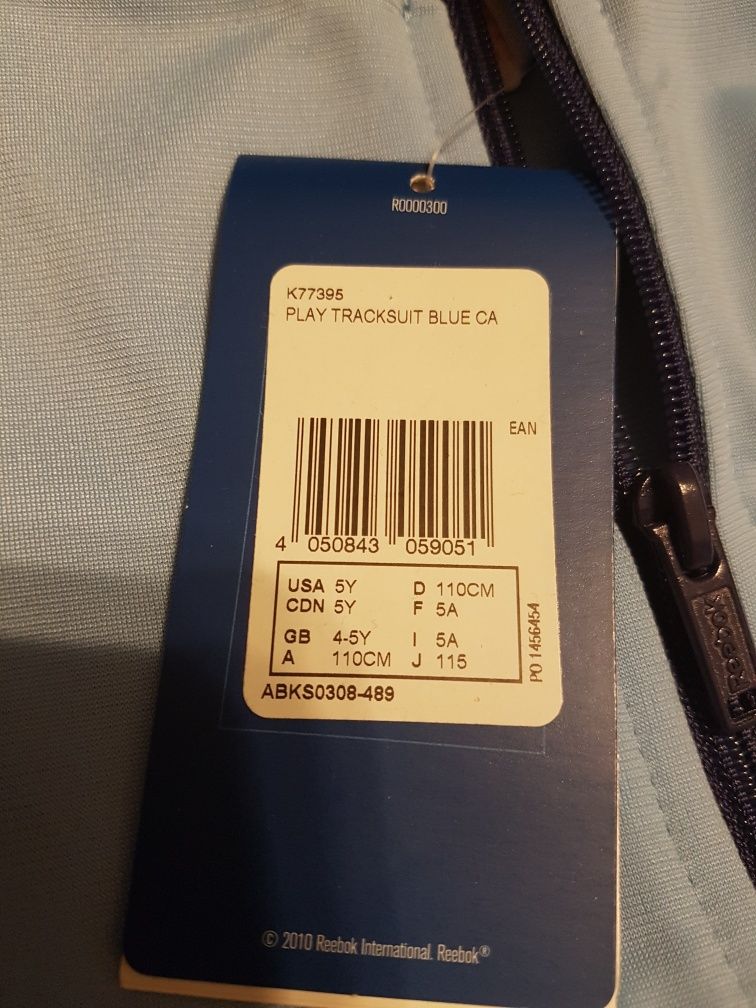 R0000300
K77395
PLAY TRACKSUIT BLUE CA
EAN
4 050843 059051
USA 5Y D 110CM
CDN 5Y F 5A
GB 4-5Y I 5A
A 110CM J 115
PO 1456454
ABKS0308-489
© 2010 Reebok International. Reebok®
Reebok